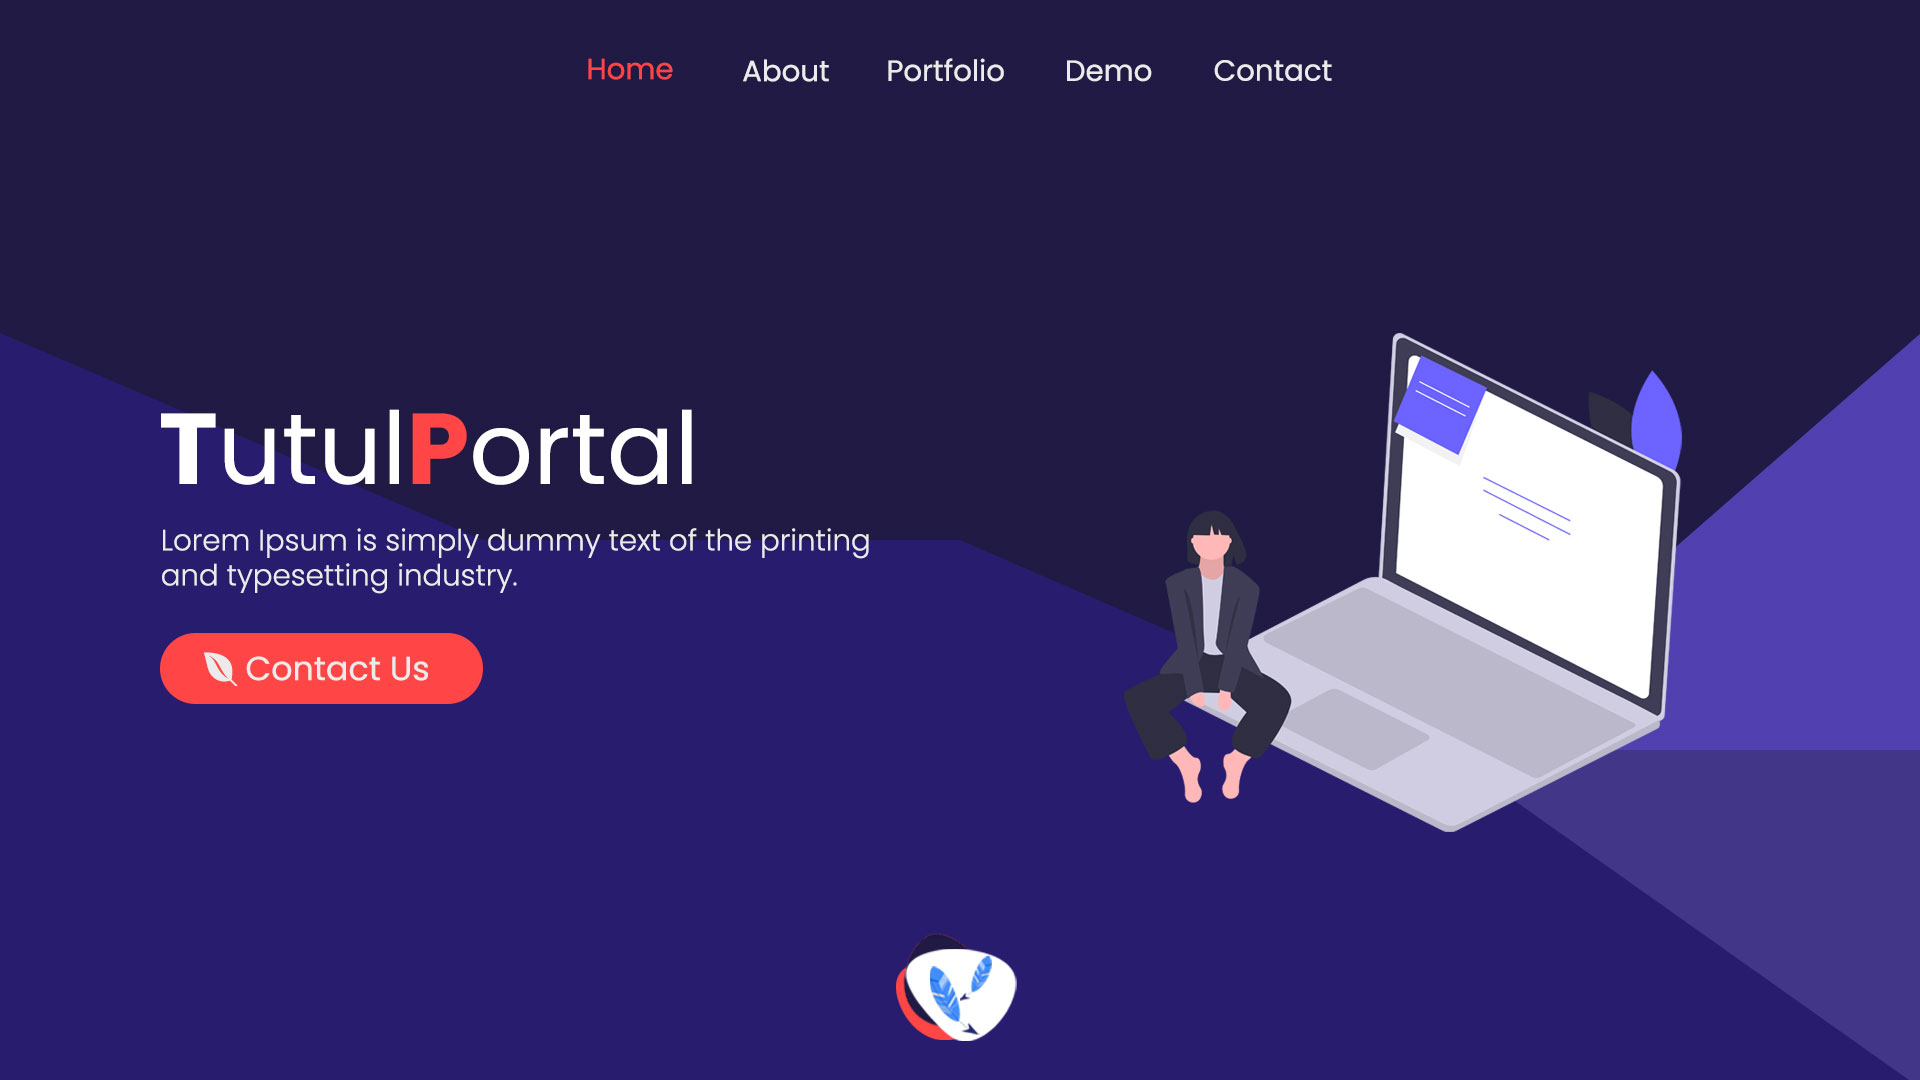 Home About Portfolio Demo Contact
TutulPortal
Lorem Ipsum is simply dummy text of the printing
and typesetting industry.
Contact Us